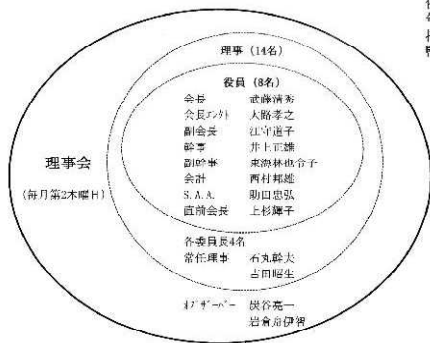 理事 (14名)
役員 (8名)
会長 武藤清秀
会長エレクト 大路孝之
副会長 江守道子
幹事 井上正雄
副幹事 東海林也令子
会計 西村邦雄
S.A.A. 助田忠弘
直前会長 上杉輝子
理事会
(毎月第2木曜日)
各委員長4名
常任理事 石丸幹夫
吉田昭生
オブザーバー 炭谷亮一
岩倉舟伊智